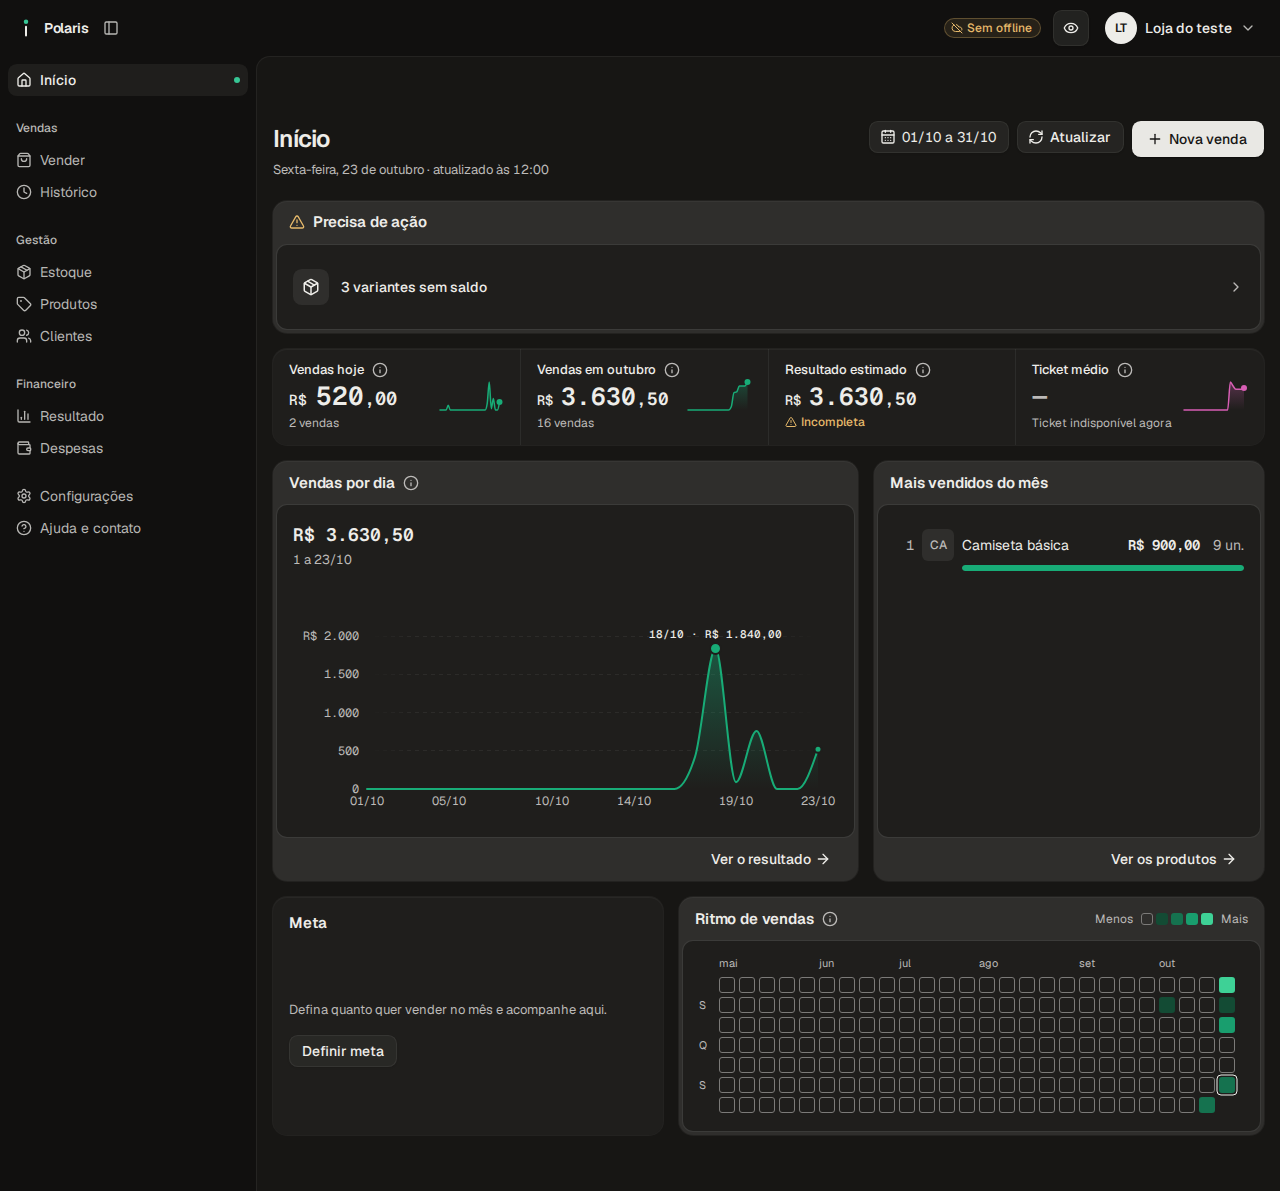 Polaris
Sem offline
LT
Loja do teste
Início
Vendas
Vender
Histórico
Gestão
Estoque
Produtos
Clientes
Financeiro
Resultado
Despesas
Configurações
Ajuda e contato
Início
Sexta-feira, 23 de outubro · atualizado às 12:00
01/10 a 31/10
Atualizar
Nova venda
Precisa de ação
3 variantes sem saldo
Vendas hoje
R$ 520,00
2 vendas
Vendas em outubro
R$ 3.630,50
16 vendas
Resultado estimado
R$ 3.630,50
Incompleta
Ticket médio
—
Ticket indisponível agora
Vendas por dia
R$ 3.630,50
1 a 23/10
R$ 2.000
1.500
1.000
500
0
18/10 · R$ 1.840,00
01/10 05/10 10/10 14/10 19/10 23/10
Ver o resultado
Mais vendidos do mês
1 CA Camiseta básica R$ 900,00 9 un.
Ver os produtos
Meta
Defina quanto quer vender no mês e acompanhe aqui.
Definir meta
Ritmo de vendas
Menos Mais
mai jun jul ago set out
S
Q
S